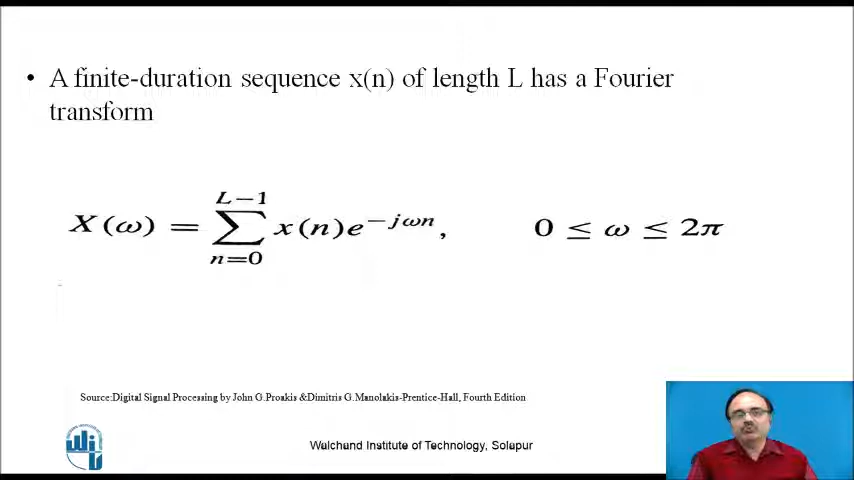 • A finite-duration sequence x(n) of length L has a Fourier
transform
X(ω) = ∑_{n=0}^{L−1} x(n)e^{−jωn}, 0 ≤ ω ≤ 2π
Source:Digital Signal Processing by John G.Proakis &Dimitris G.Manolakis-Prentice-Hall, Fourth Edition
Walchand Institute of Technology, Solapur